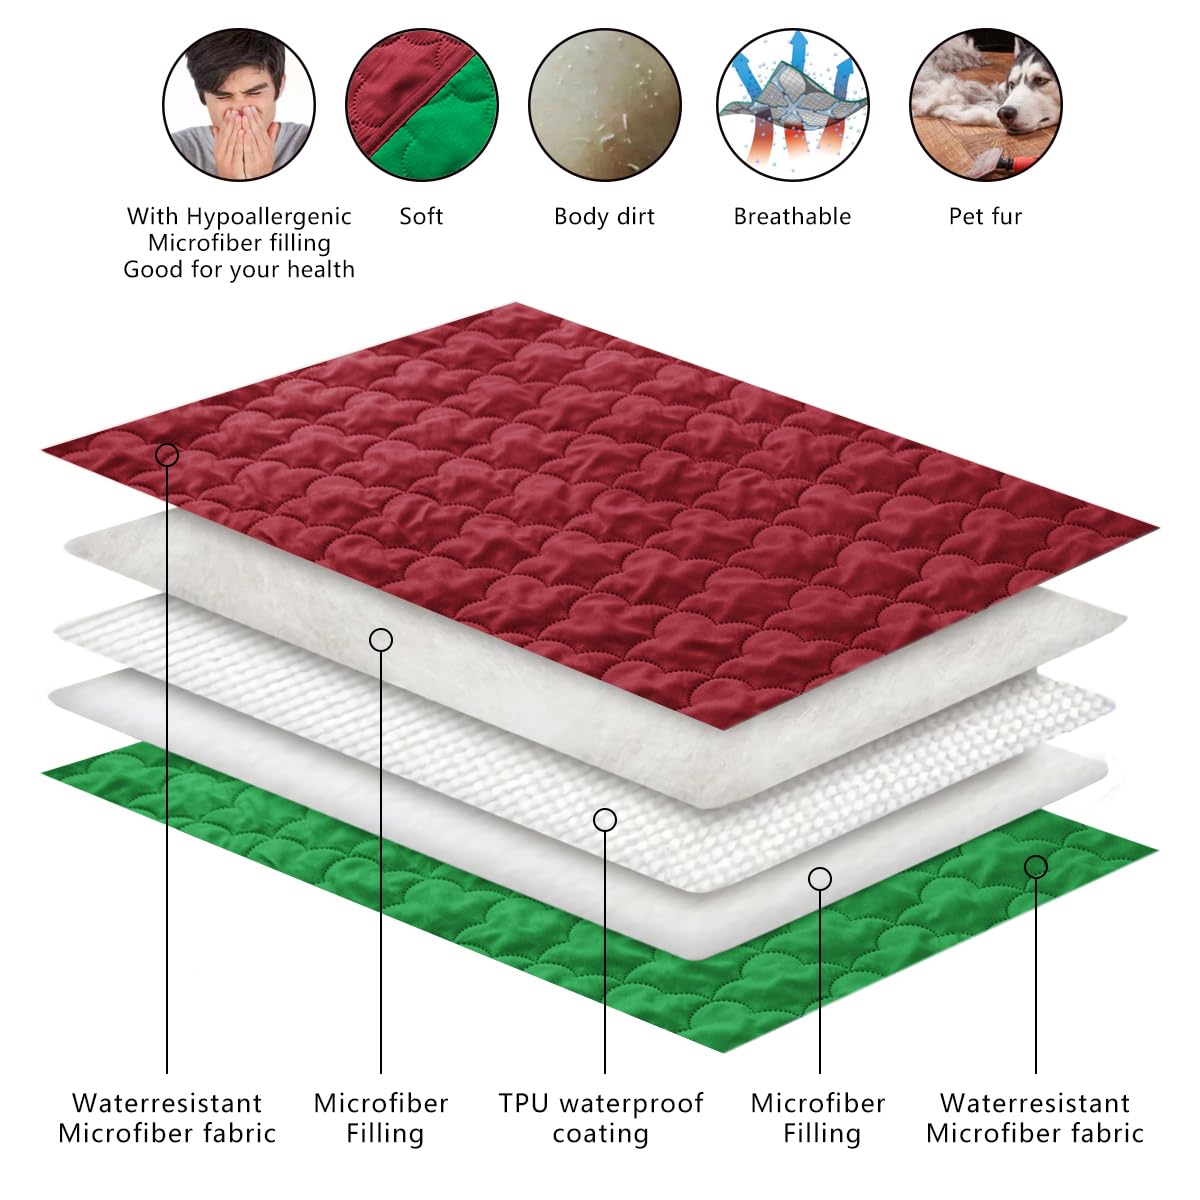 With Hypoallergenic
Microfiber filling
Good for your health
Soft
Body dirt
Breathable
Pet fur
Waterresistant
Microfiber fabric
Microfiber
Filling
TPU waterproof
coating
Microfiber
Filling
Waterresistant
Microfiber fabric